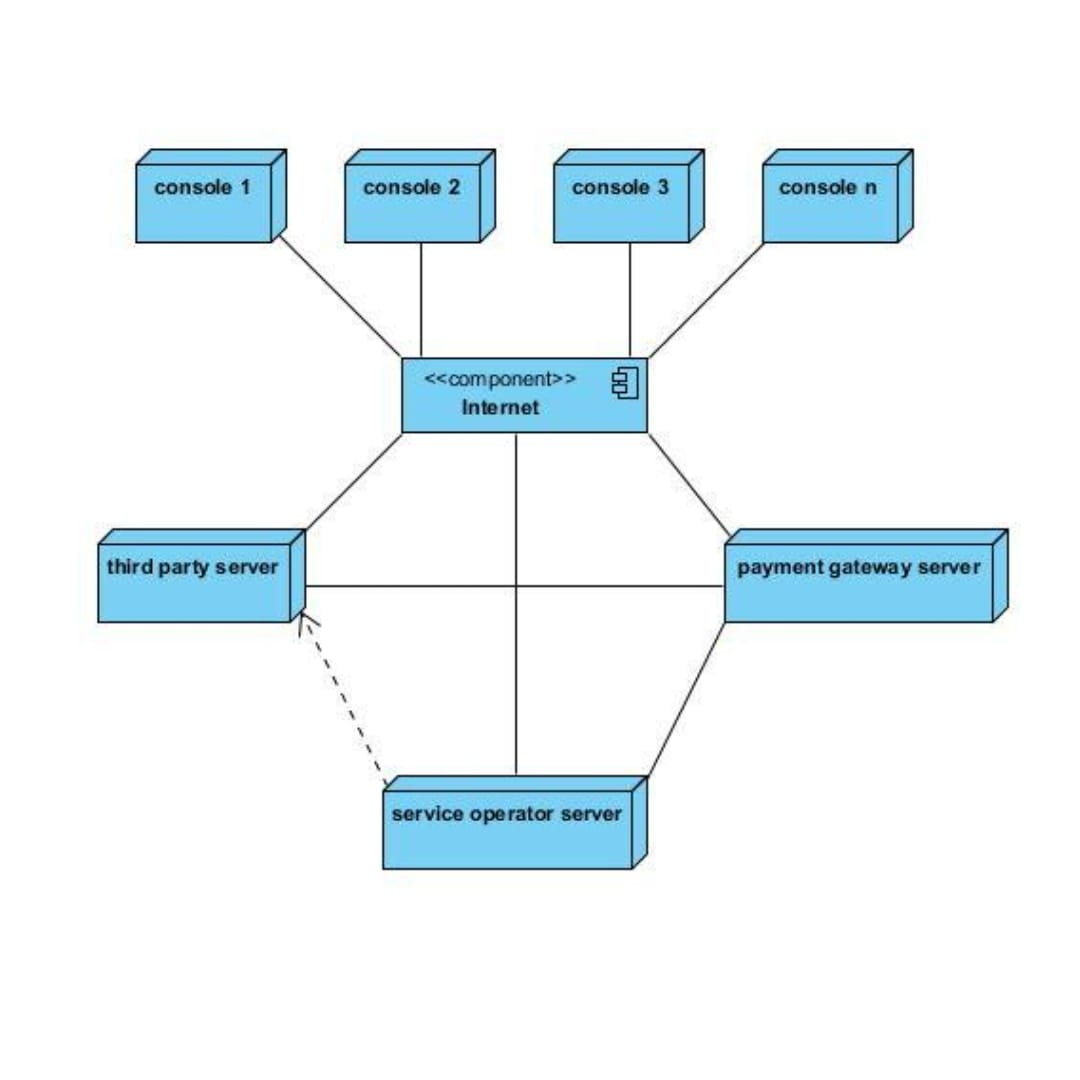 console 1
console 2
console 3
console n
<<component>>
Internet
third party server
payment gateway server
service operator server